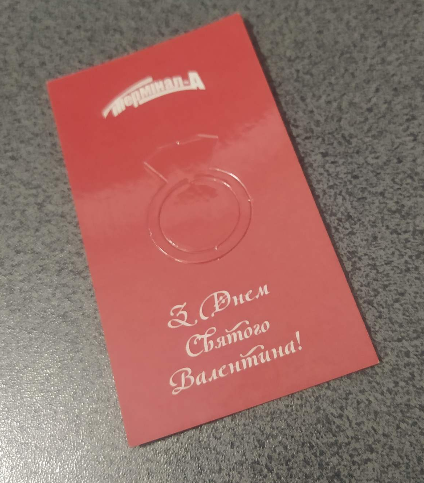 Термінал-А
З Днем
Святого
Валентина!